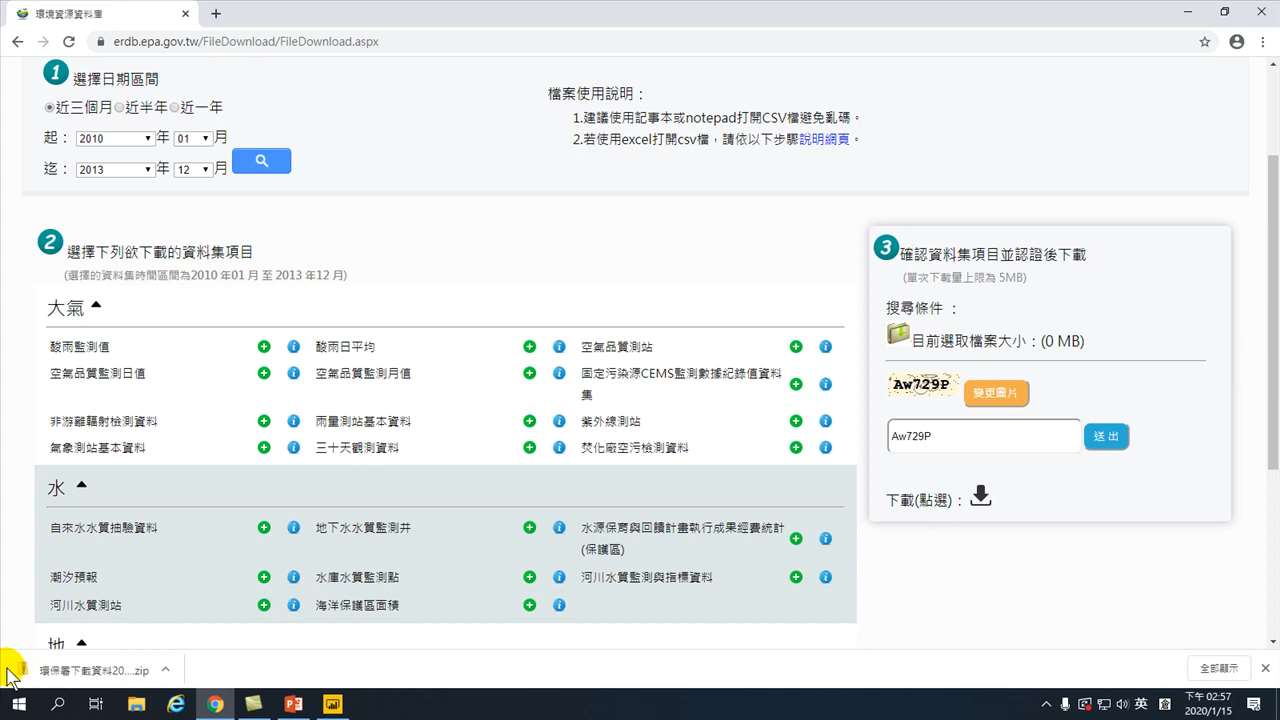 環境資源資料庫
erdb.epa.gov.tw/FileDownload/FileDownload.aspx
1 選擇日期區間
近三個月 近半年 近一年
起： 2010 年 01 月
迄： 2013 年 12 月
檔案使用說明：
1.建議使用記事本或notepad打開CSV檔避免亂碼。
2.若使用excel打開csv檔，請依以下步驟說明網頁。
2 選擇下列欲下載的資料集項目
(選擇的資料集時間區間為2010 年01 月 至 2013 年12 月)
大氣
酸雨監測值 酸雨日平均 空氣品質測站
空氣品質監測日值 空氣品質監測月值 固定污染源CEMS監測數據紀錄值資料
集
非游離輻射檢測資料 雨量測站基本資料 紫外線測站
氣象測站基本資料 三十天觀測資料 焚化廠空污檢測資料
水
自來水水質抽驗資料 地下水水質監測井 水源保育與回饋計畫執行成果經費統計
(保護區)
潮汐預報 水庫水質監測點 河川水質監測與指標資料
河川水質測站 海洋保護區面積
地
3 確認資料集項目並認證後下載
(單次下載量上限為 5MB)
搜尋條件 ：
目前選取檔案大小：(0 MB)
Aw729P 變更圖片
Aw729P 送 出
下載(點選)：
環保署下載資料20....zip 全部顯示
英 下午 02:57
2020/1/15